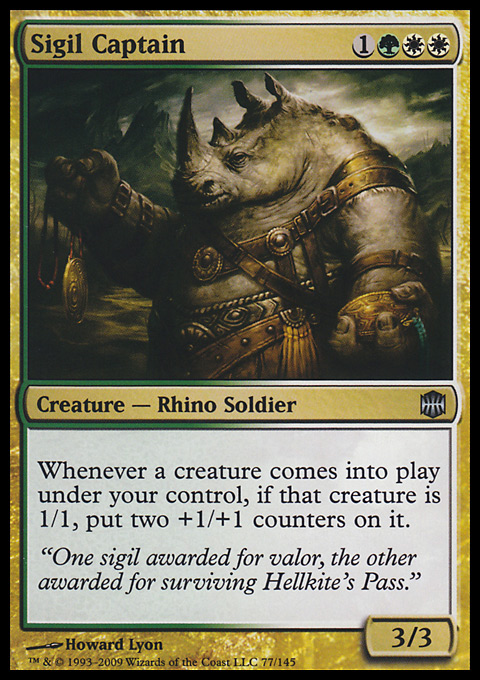 Sigil Captain 1
Creature — Rhino Soldier
Whenever a creature comes into play
under your control, if that creature is
1/1, put two +1/+1 counters on it.
“One sigil awarded for valor, the other
awarded for surviving Hellkite’s Pass.”
Howard Lyon
3/3
™ & © 1993–2009 Wizards of the Coast LLC 77/145